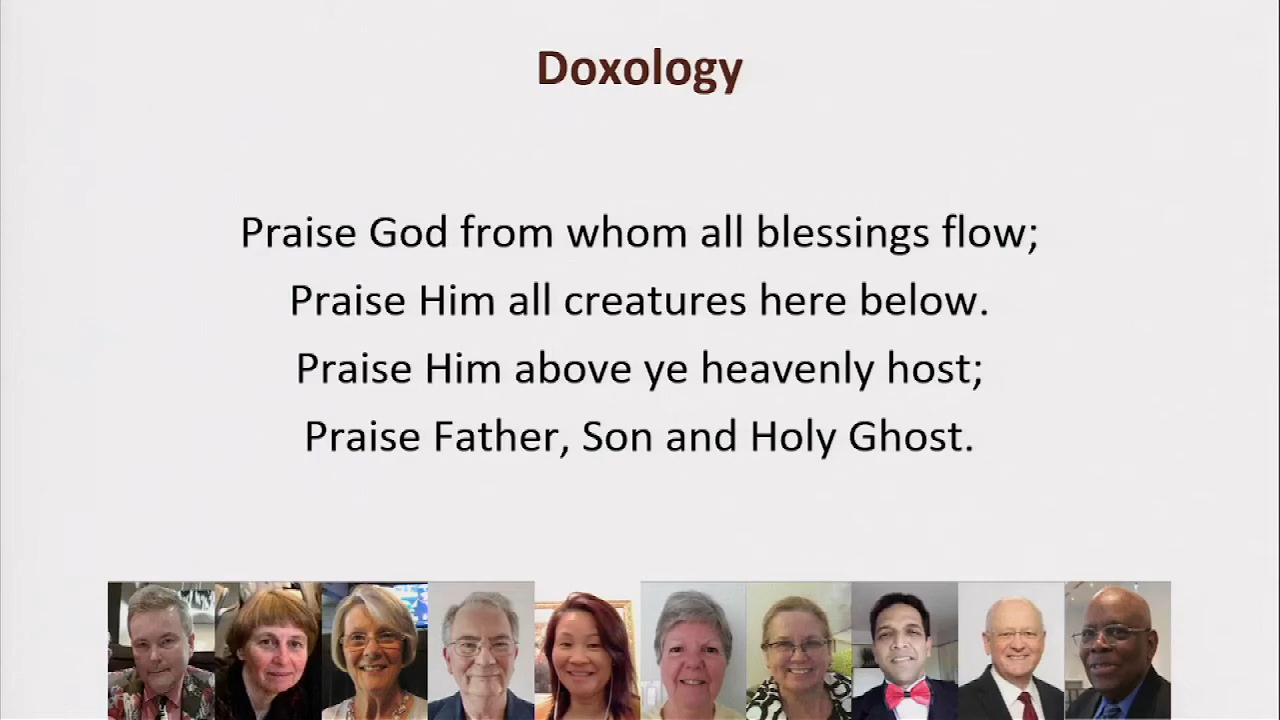 Doxology
Praise God from whom all blessings flow;
Praise Him all creatures here below.
Praise Him above ye heavenly host;
Praise Father, Son and Holy Ghost.